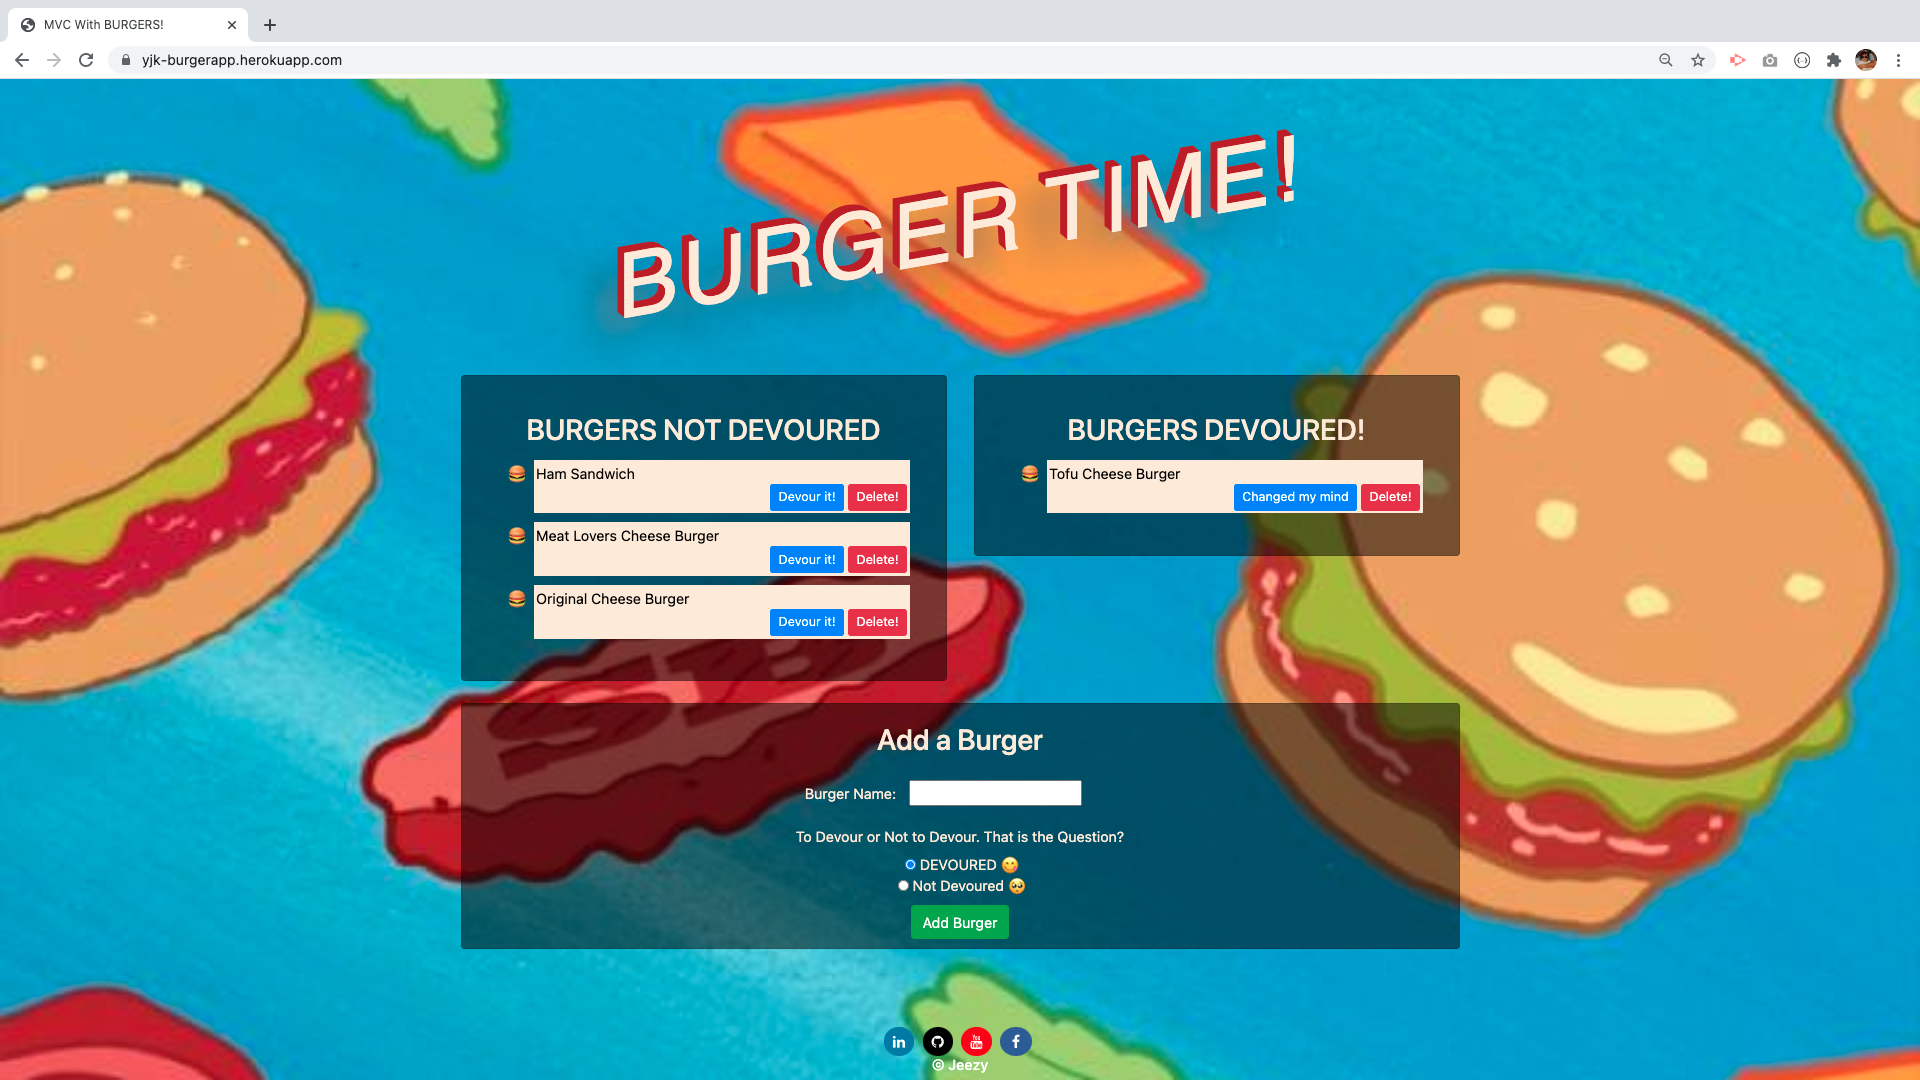 MVC With BURGERS!
yjk-burgerapp.herokuapp.com
BURGER TIME!
BURGERS NOT DEVOURED
Ham Sandwich
Devour it! Delete!
Meat Lovers Cheese Burger
Devour it! Delete!
Original Cheese Burger
Devour it! Delete!
BURGERS DEVOURED!
Tofu Cheese Burger
Changed my mind Delete!
Add a Burger
Burger Name:
To Devour or Not to Devour. That is the Question?
DEVOURED 😋
Not Devoured 🥺
Add Burger
in You Tube f
© Jeezy